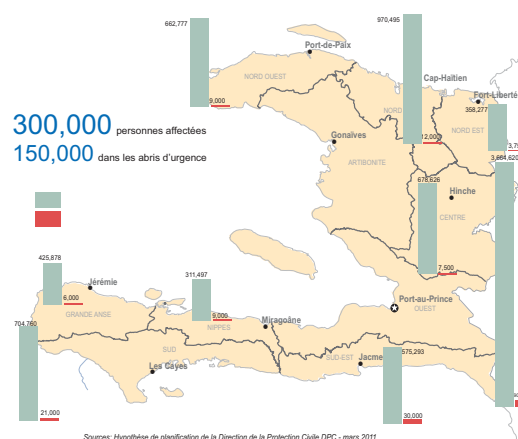 970,495
662,777
Port-de-Paix
NORD OUEST
Cap-Haïtien
Fort-Liberté
9,000
NORD
358,277
300,000 personnes affectées
12,000
NORD EST
Gonaïves
150,000 dans les abris d'urgence
3,664,620
ARTIBONITE
678,626
Hinche
CENTRE
425,878
7,500
Jérémie
311,497
6,000
Port-au-Prince
GRANDE ANSE
9,000
OUEST
704,760
NIPPES
Miragoâne
SUD
SUD-EST
Jacme
575,293
Les Cayes
21,000
30,000
Sources: Hypothèse de planification de la Direction de la Protection Civile DPC - mars 2011